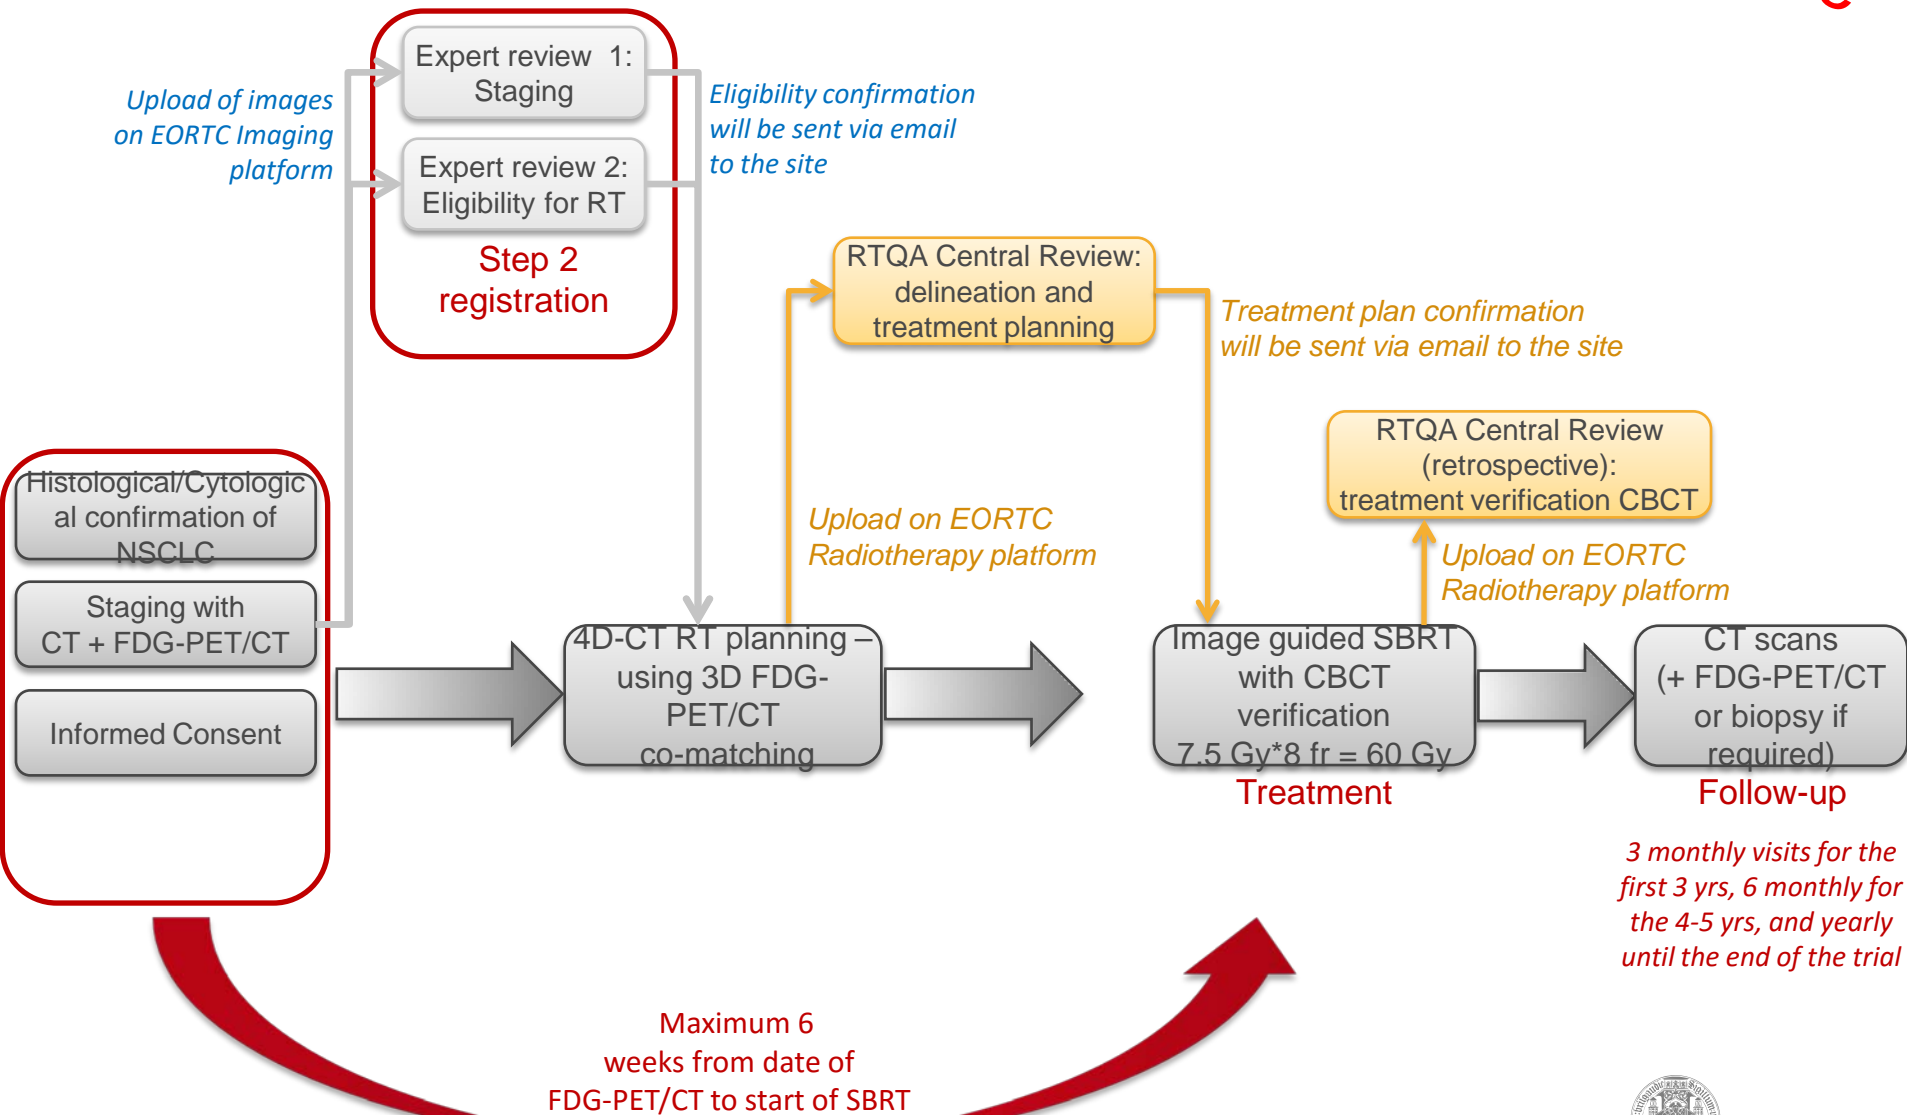 Expert review 1:
Staging
Upload of images
on EORTC Imaging
platform
Eligibility confirmation
will be sent via email
to the site
Expert review 2:
Eligibility for RT
Step 2
registration
RTQA Central Review:
delineation and
treatment planning
Treatment plan confirmation
will be sent via email to the site
RTQA Central Review
(retrospective):
treatment verification CBCT
Histological/Cytologic
al confirmation of
NSCLC
Upload on EORTC
Radiotherapy platform
Upload on EORTC
Radiotherapy platform
Staging with
CT + FDG-PET/CT
Informed Consent
4D-CT RT planning –
using 3D FDG-
PET/CT
co-matching
Image guided SBRT
with CBCT
verification
7.5 Gy*8 fr = 60 Gy
Treatment
CT scans
(+ FDG-PET/CT
or biopsy if
required)
Follow-up
3 monthly visits for the
first 3 yrs, 6 monthly for
the 4-5 yrs, and yearly
until the end of the trial
Maximum 6
weeks from date of
FDG-PET/CT to start of SBRT